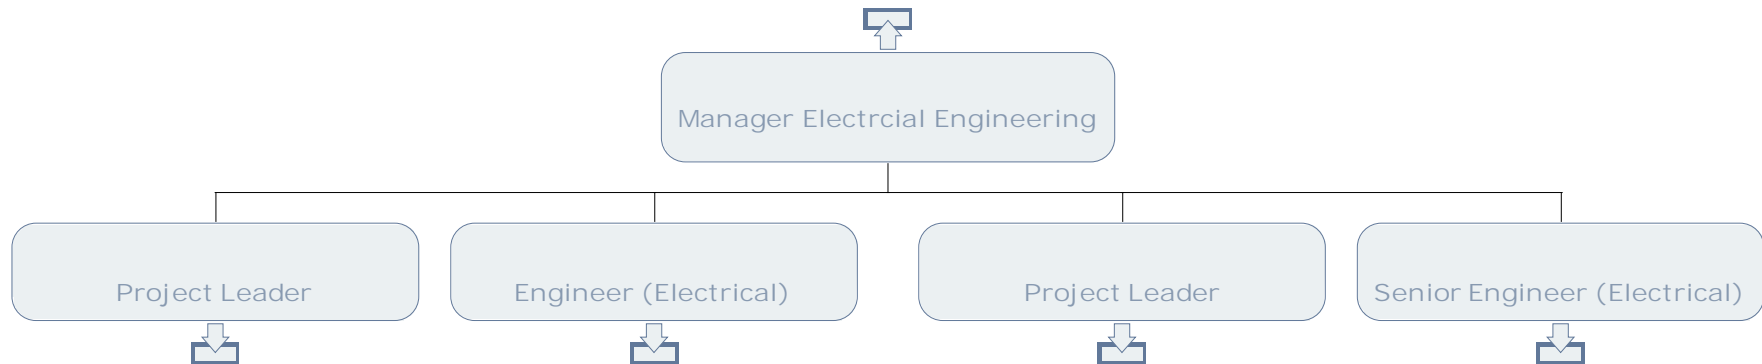 Manager Electrcial Engineering
Project Leader
Engineer (Electrical)
Project Leader
Senior Engineer (Electrical)